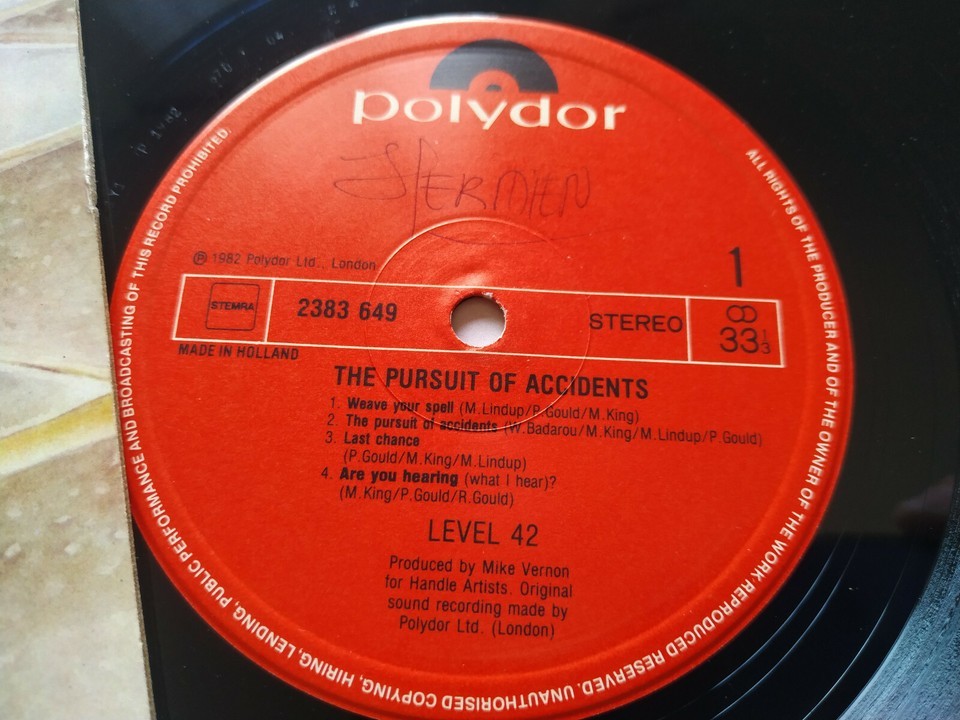 polydor
℗ 1982 Polydor Ltd., London
1
STEMRA
2383 649
STEREO
33 1/3
MADE IN HOLLAND
THE PURSUIT OF ACCIDENTS
1. Weave your spell (M.Lindup/P.Gould/M.King)
2. The pursuit of accidents (W.Badarou/M.King/M.Lindup/P.Gould)
3. Last chance
(P.Gould/M.King/M.Lindup)
4. Are you hearing (what I hear)?
(M.King/P.Gould/R.Gould)
LEVEL 42
Produced by Mike Vernon
for Handle Artists. Original
sound recording made by
Polydor Ltd. (London)
ALL RIGHTS OF THE PRODUCER AND OF THE OWNER OF THE WORK REPRODUCED RESERVED. UNAUTHORISED COPYING, HIRING, LENDING, PUBLIC PERFORMANCE AND BROADCASTING OF THIS RECORD PROHIBITED.